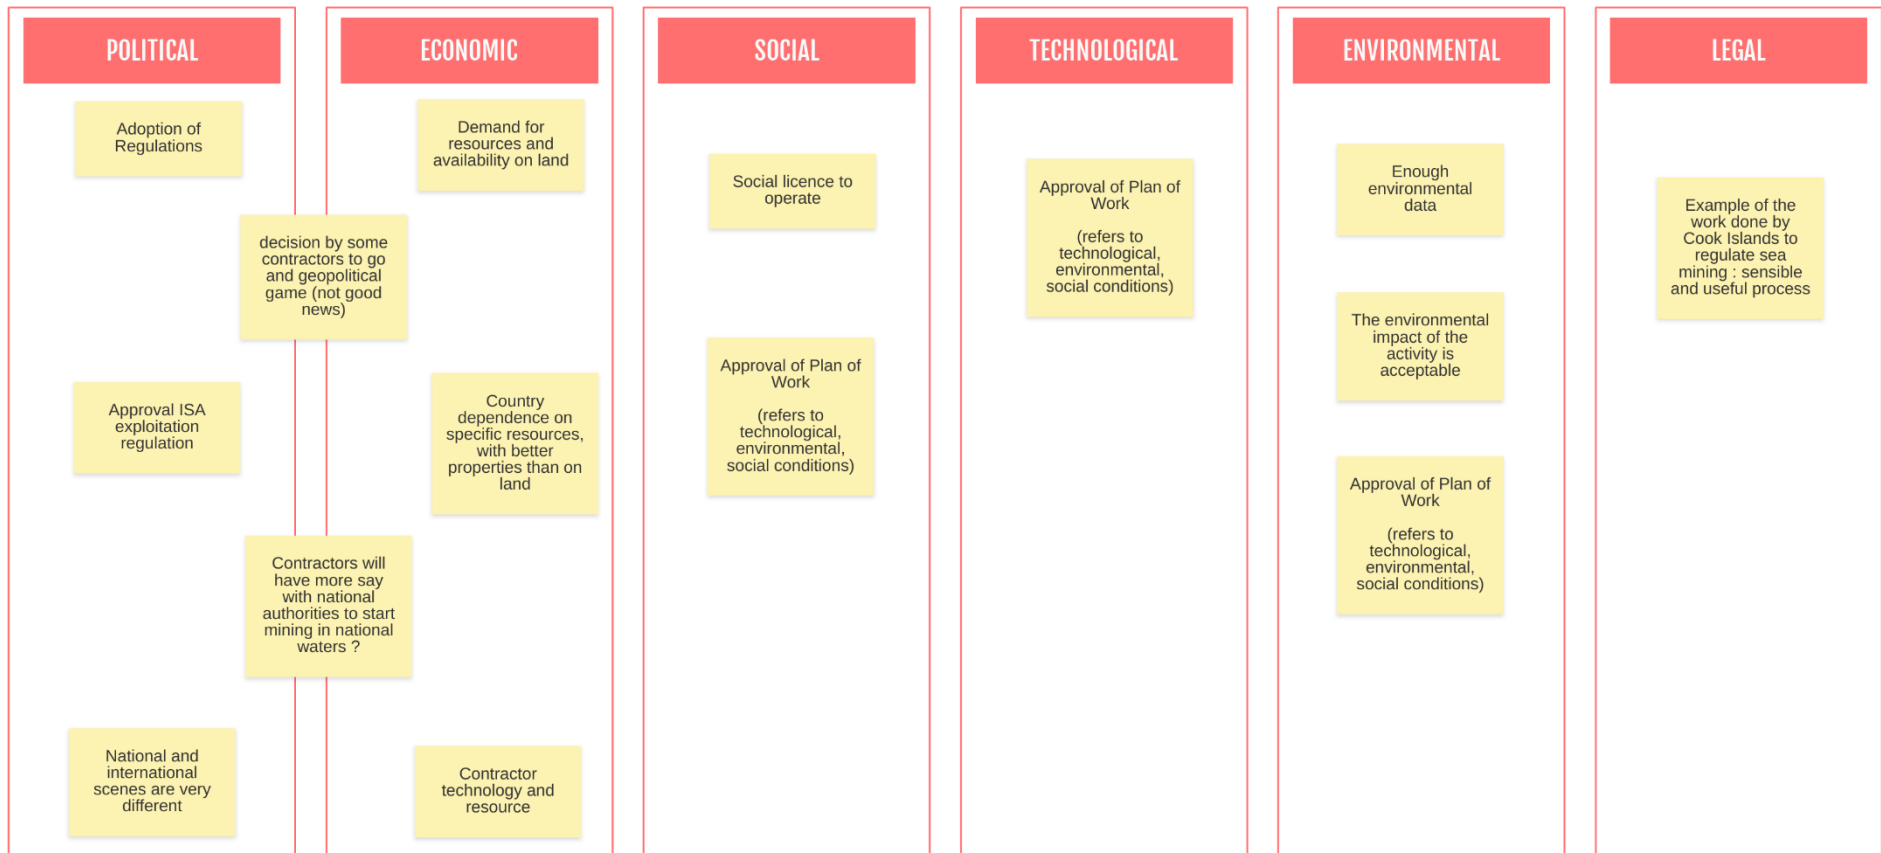 POLITICAL
Adoption of
Regulations
decision by some
contractors to go
and geopolitical
game (not good
news)
Approval ISA
exploitation
regulation
Contractors will
have more say
with national
authorities to start
mining in national
waters ?
National and
international
scenes are very
different
ECONOMIC
Demand for
resources and
availability on land
Country
dependence on
specific resources,
with better
properties than on
land
Contractor
technology and
resource
SOCIAL
Social licence to
operate
Approval of Plan of
Work
(refers to
technological,
environmental,
social conditions)
TECHNOLOGICAL
Approval of Plan of
Work
(refers to
technological,
environmental,
social conditions)
ENVIRONMENTAL
Enough
environmental
data
The environmental
impact of the
activity is
acceptable
Approval of Plan of
Work
(refers to
technological,
environmental,
social conditions)
LEGAL
Example of the
work done by
Cook Islands to
regulate sea
mining : sensible
and useful process